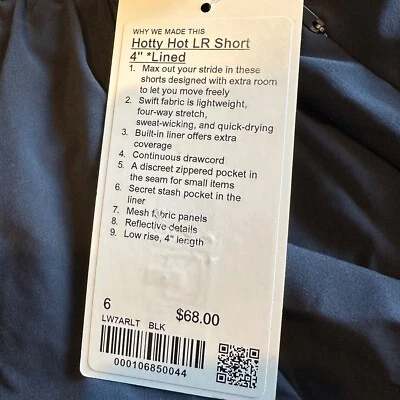 WHY WE MADE THIS
Hotty Hot LR Short
4" *Lined
1. Max out your stride in these
shorts designed with extra room
to let you move freely
2. Swift fabric is lightweight,
four-way stretch,
sweat-wicking, and quick-drying
3. Built-in liner offers extra
coverage
4. Continuous drawcord
5. A discreet zippered pocket in
the seam for small items
6. Secret stash pocket in the
liner
7. Mesh fabric panels
8. Reflective details
9. Low rise, 4" length
6 $68.00
LW7ARLT BLK
000106850044